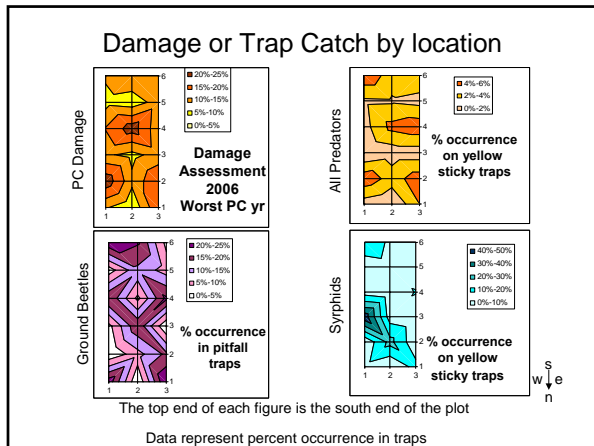 Damage or Trap Catch by location
PC Damage
20%-25%
15%-20%
10%-15%
5%-10%
0%-5%
Damage
Assessment
2006
Worst PC yr
1 2 3
1
2
3
4
5
6
All Predators
4%-6%
2%-4%
0%-2%
% occurrence
on yellow
sticky traps
1 2 3
1
2
3
4
5
6
Ground Beetles
20%-25%
15%-20%
10%-15%
5%-10%
0%-5%
% occurrence
in pitfall
traps
1 2 3
1
2
3
4
5
6
Syrphids
40%-50%
30%-40%
20%-30%
10%-20%
0%-10%
% occurrence
on yellow
sticky traps
1 2 3
1
2
3
4
5
6
s
w e
n
The top end of each figure is the south end of the plot
Data represent percent occurrence in traps